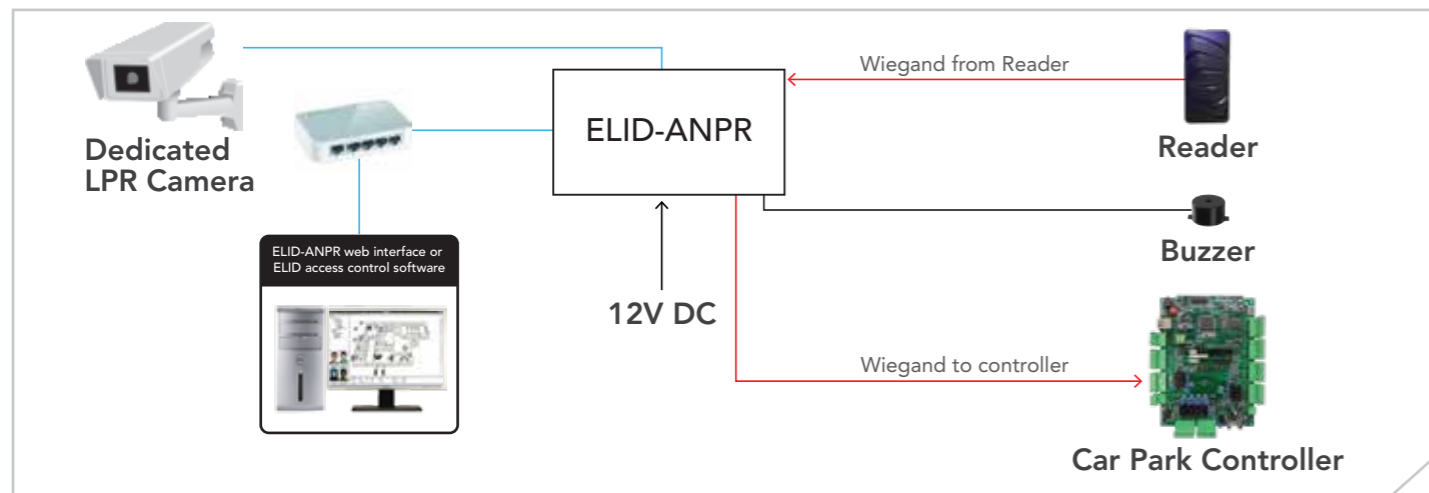 Dedicated
LPR Camera
ELID-ANPR web interface or
ELID access control software
ELID-ANPR
12V DC
Wiegand from Reader
Reader
Buzzer
Wiegand to controller
Car Park Controller